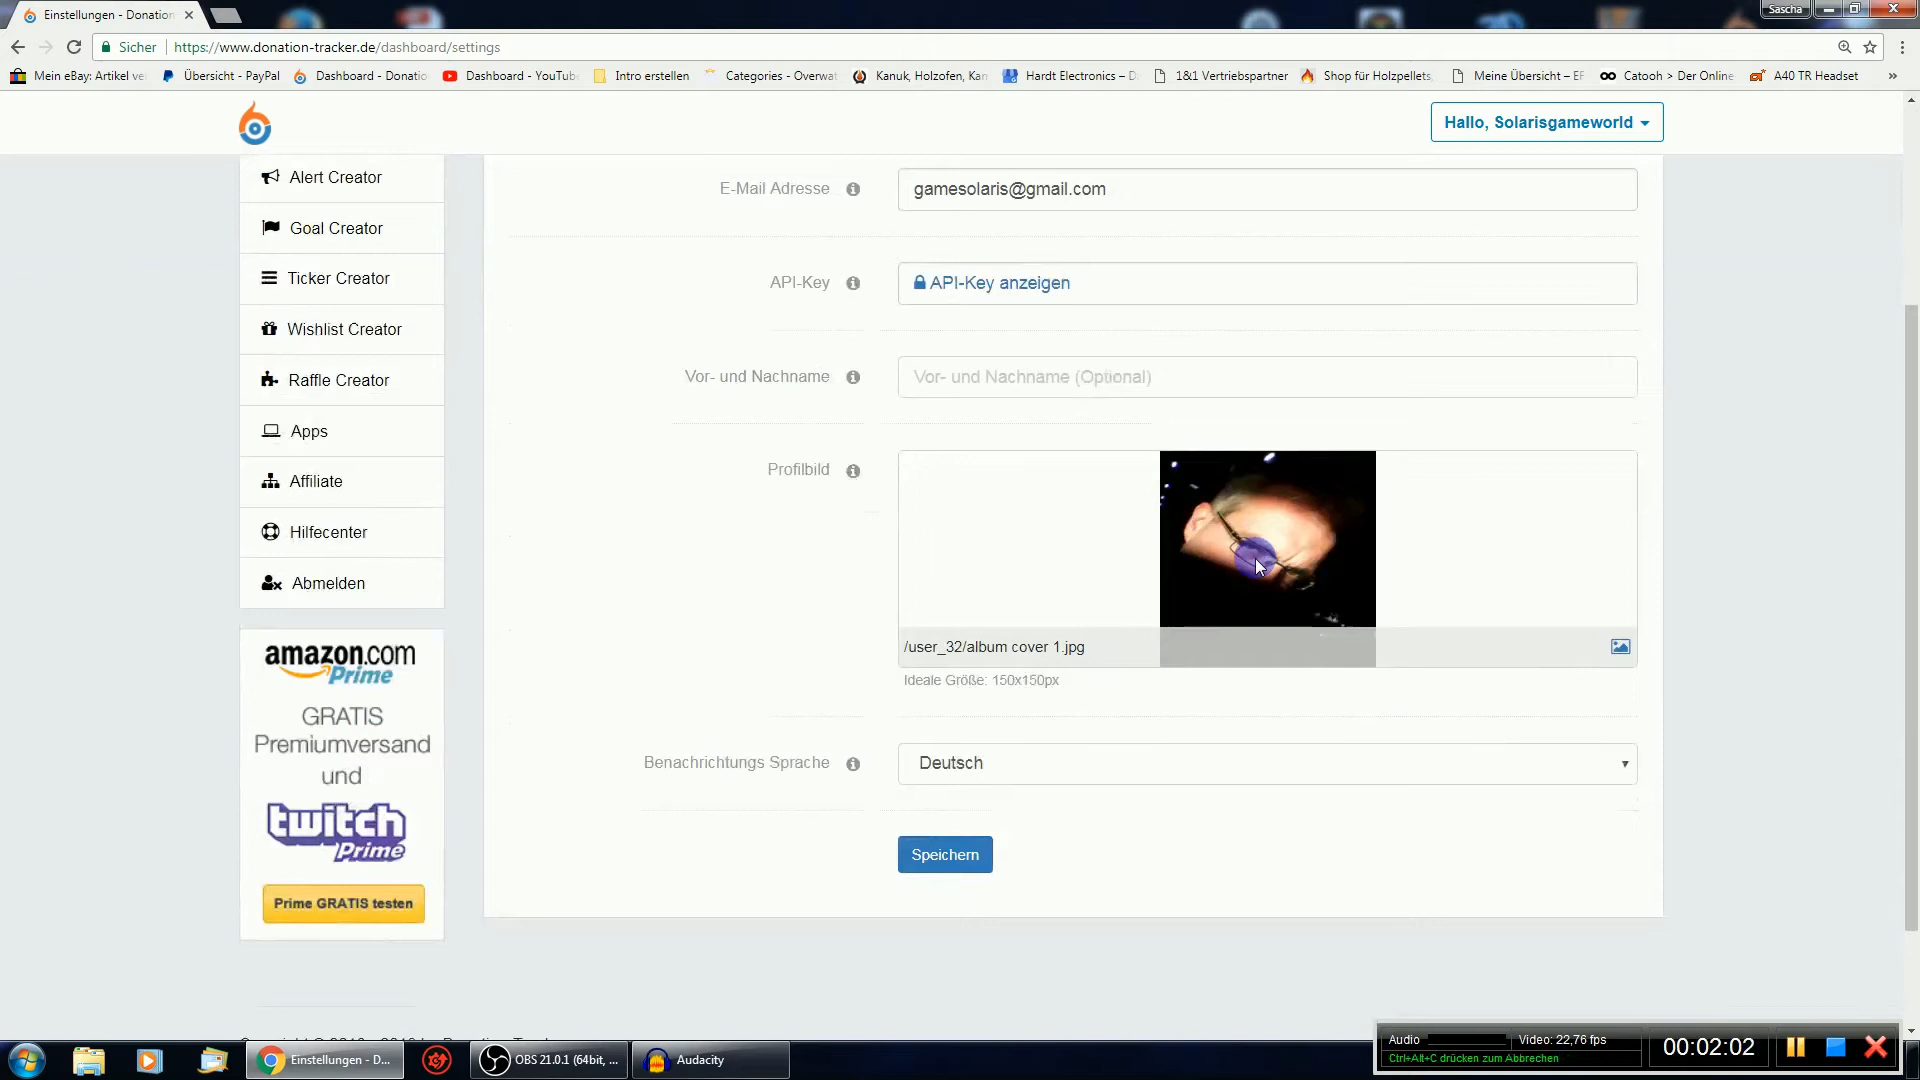 Einstellungen - Donation
Sascha
Sicher
https://www.donation-tracker.de/dashboard/settings
Mein eBay: Artikel ve
Übersicht - PayPal
Dashboard - Donatio
Dashboard - YouTube
Intro erstellen
Categories - Overwat
Kanuk, Holzofen, Kan
Hardt Electronics – D
1&1 Vertriebspartner
Shop für Holzpellets,
Meine Übersicht – EF
Catooh > Der Online
A40 TR Headset
»
Hallo, Solarisgameworld
Alert Creator
Goal Creator
Ticker Creator
Wishlist Creator
Raffle Creator
Apps
Affiliate
Hilfecenter
Abmelden
E-Mail Adresse
gamesolaris@gmail.com
API-Key
API-Key anzeigen
Vor- und Nachname
Vor- und Nachname (Optional)
Profilbild
/user_32/album cover 1.jpg
Ideale Größe: 150x150px
Benachrichtungs Sprache
Deutsch
Speichern
amazon.com
Prime
GRATIS
Premiumversand
und
twitch
Prime
Prime GRATIS testen
Einstellungen - D...
OBS 21.0.1 (64bit, ...
Audacity
Audio
Video: 22,76 fps
Ctrl+Alt+C drücken zum Abbrechen
00:02:02